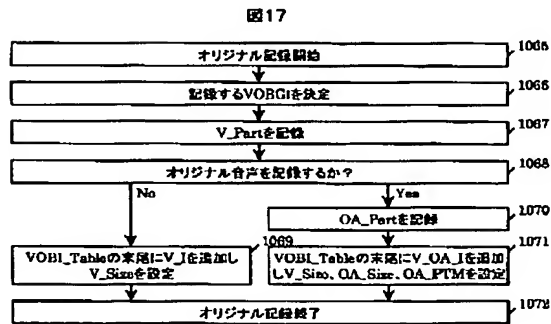 図17
オリジナル記録開始
1065
記録するVOBGIを決定
1066
V_Partを記録
1067
オリジナル音声を記録するか?
1068
No
Yes
OA_Partを記録
1070
1069
1071
VOBI_Tableの末尾にV_Iを追加し
V_Sizeを設定
VOBI_Tableの末尾にV_OA_Iを追加
しV_Size、OA_Size、OA_PTMを設定
オリジナル記録終了
1072